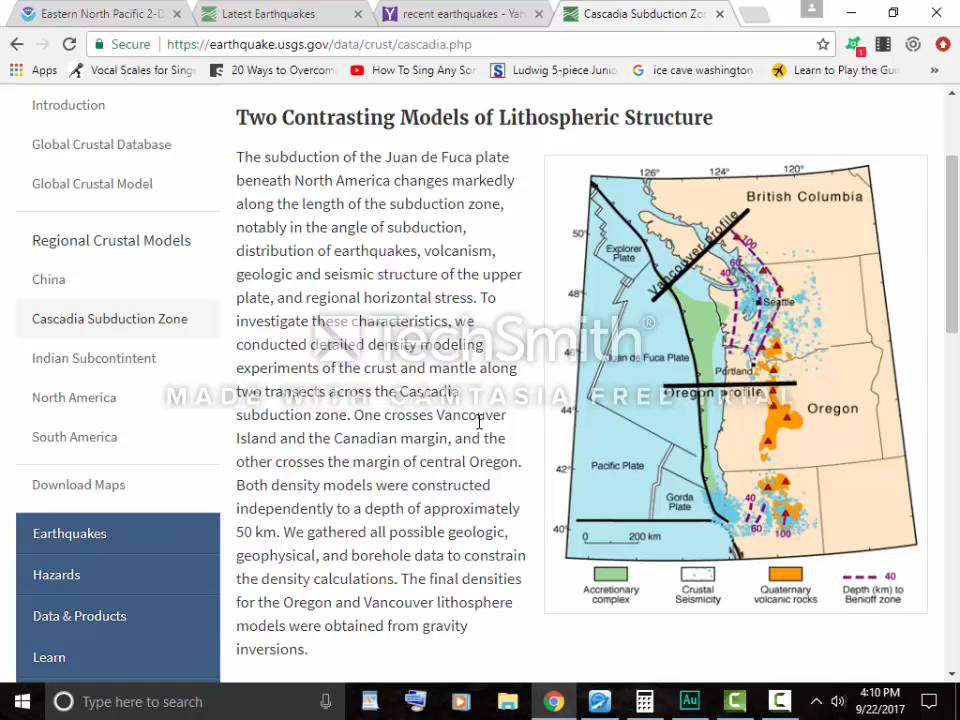 Eastern North Pacific 2-D
Latest Earthquakes
recent earthquakes - Yah
Cascadia Subduction Zon
Secure
https://earthquake.usgs.gov/data/crust/cascadia.php
Apps
Vocal Scales for Sing
20 Ways to Overcom
How To Sing Any Son
Ludwig 5-piece Junio
ice cave washington
Learn to Play the Gui
»
Introduction
Global Crustal Database
Global Crustal Model
Regional Crustal Models
China
Cascadia Subduction Zone
Indian Subcontinent
North America
South America
Download Maps
Earthquakes
Hazards
Data & Products
Learn
Two Contrasting Models of Lithospheric Structure
The subduction of the Juan de Fuca plate
beneath North America changes markedly
along the length of the subduction zone,
notably in the angle of subduction,
distribution of earthquakes, volcanism,
geologic and seismic structure of the upper
plate, and regional horizontal stress. To
investigate these characteristics, we
conducted detailed density modeling
experiments of the crust and mantle along
two transects across the Cascadia
subduction zone. One crosses Vancouver
Island and the Canadian margin, and the
other crosses the margin of central Oregon.
Both density models were constructed
independently to a depth of approximately
50 km. We gathered all possible geologic,
geophysical, and borehole data to constrain
the density calculations. The final densities
for the Oregon and Vancouver lithosphere
models were obtained from gravity
inversions.
126° 124° 120°
British Columbia
50°
Explorer
Plate
Vancouver profile
100
60
40
48°
Seattle
46°
Juan de Fuca Plate
Portland
Oregon profile
44°
Oregon
42°
Pacific Plate
Gorda
Plate
40
60
100
40°
0 200 km
Accretionary
complex
Crustal
Seismicity
Quaternary
volcanic rocks
40
Depth (km) to
Benioff zone
TechSmith®
MADE WITH CAMTASIA FREE TRIAL
Type here to search
Au
4:10 PM
9/22/2017